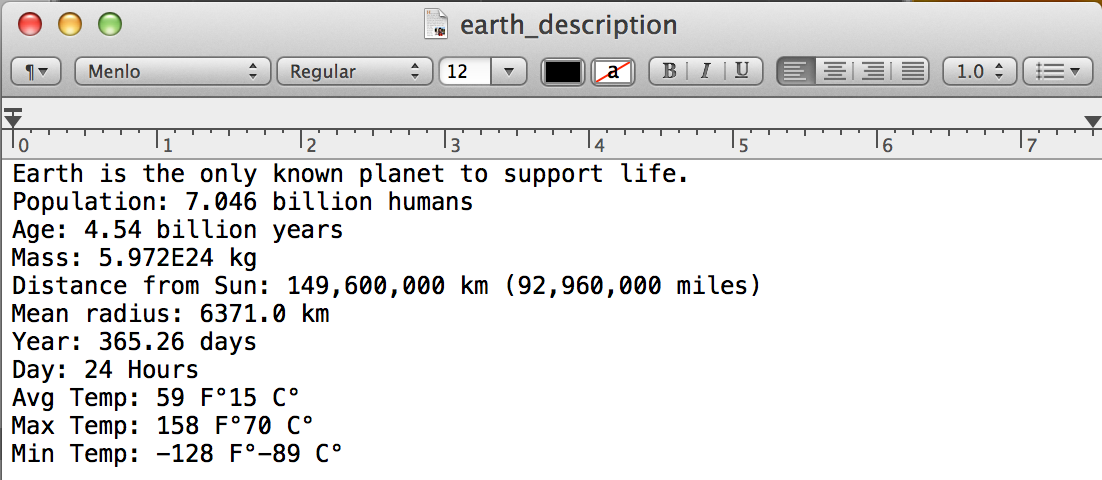 earth_description
¶ Menlo Regular 12 a B I U 1.0
0 1 2 3 4 5 6 7
Earth is the only known planet to support life.
Population: 7.046 billion humans
Age: 4.54 billion years
Mass: 5.972E24 kg
Distance from Sun: 149,600,000 km (92,960,000 miles)
Mean radius: 6371.0 km
Year: 365.26 days
Day: 24 Hours
Avg Temp: 59 F°15 C°
Max Temp: 158 F°70 C°
Min Temp: -128 F°-89 C°